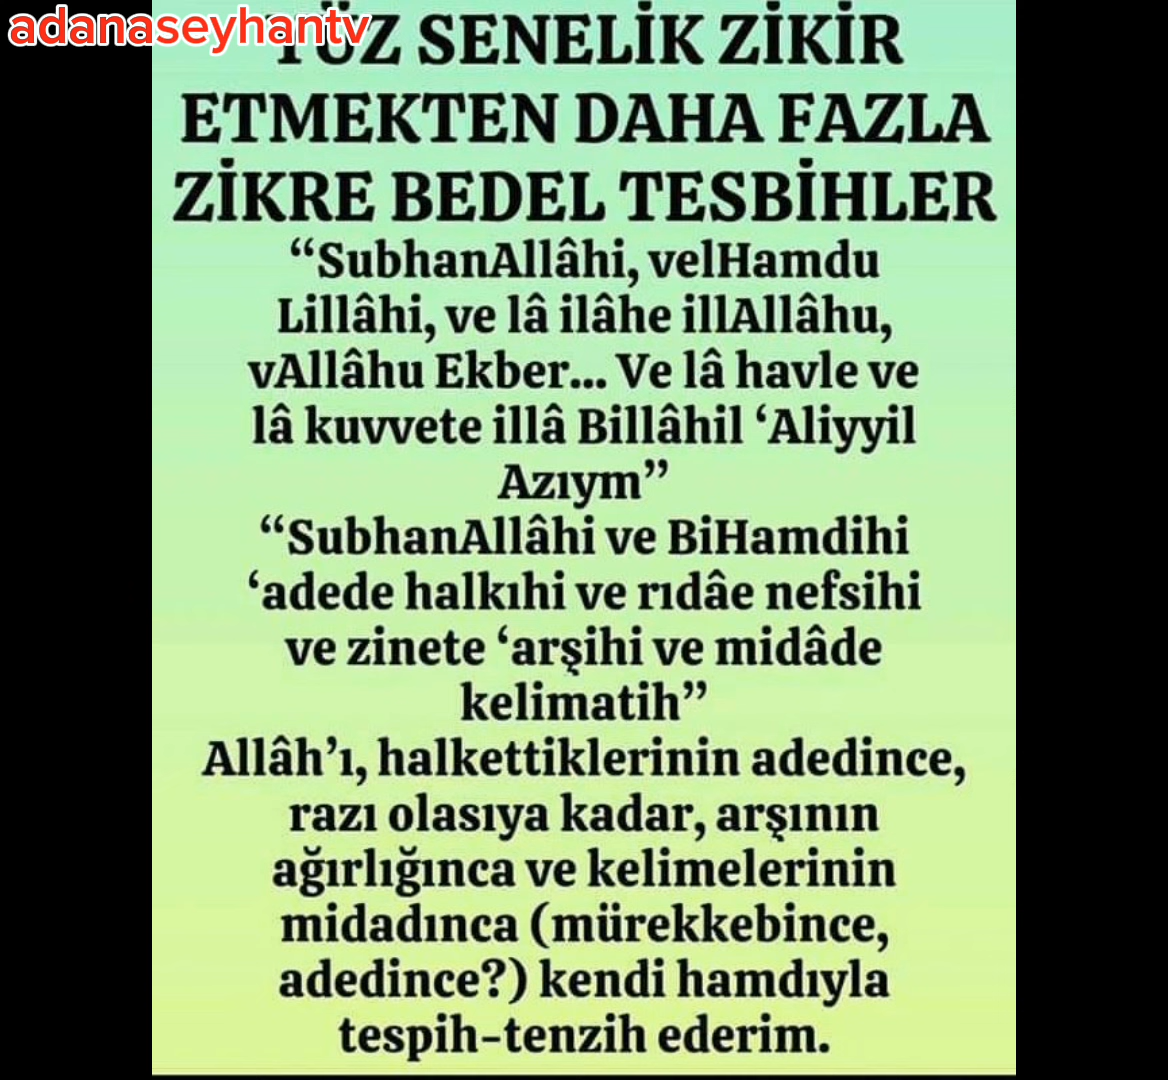 adanaseyhantv
YÜZ SENELİK ZİKİR
ETMEKTEN DAHA FAZLA
ZİKRE BEDEL TESBİHLER
“SubhanAllâhi, velHamdu
Lillâhi, ve lâ ilâhe illAllâhu,
vAllâhu Ekber... Ve lâ havle ve
lâ kuvvete illâ Billâhil ‘Aliyyil
Azıym”
“SubhanAllâhi ve BiHamdihi
‘adede halkıhi ve rıdâe nefsihi
ve zinete ‘arşihi ve midâde
kelimatih”
Allâh’ı, halkettiklerinin adedince,
razı olasıya kadar, arşının
ağırlığınca ve kelimelerinin
midadınca (mürekkebince,
adedince?) kendi hamdıyla
tespih-tenzih ederim.